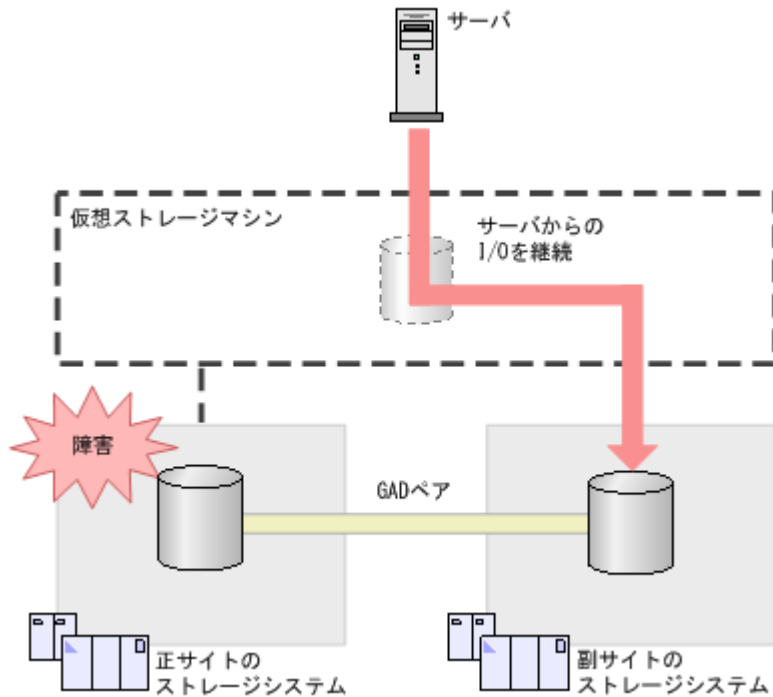 サーバ
仮想ストレージマシン
サーバからの
I/Oを継続
障害
GADペア
正サイトの
ストレージシステム
副サイトの
ストレージシステム